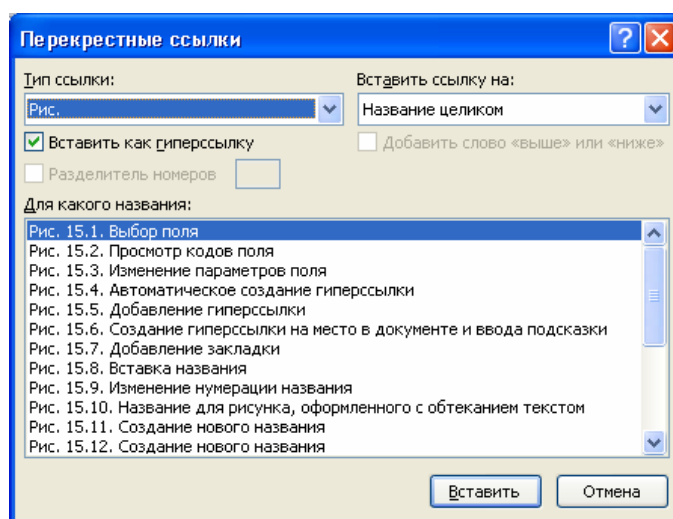 Перекрестные ссылки
Тип ссылки: Вставить ссылку на:
Рис. Название целиком
Вставить как гиперссылку Добавить слово «выше» или «ниже»
Разделитель номеров
Для какого названия:
Рис. 15.1. Выбор поля
Рис. 15.2. Просмотр кодов поля
Рис. 15.3. Изменение параметров поля
Рис. 15.4. Автоматическое создание гиперссылки
Рис. 15.5. Добавление гиперссылки
Рис. 15.6. Создание гиперссылки на место в документе и ввода подсказки
Рис. 15.7. Добавление закладки
Рис. 15.8. Вставка названия
Рис. 15.9. Изменение нумерации названия
Рис. 15.10. Название для рисунка, оформленного с обтеканием текстом
Рис. 15.11. Создание нового названия
Рис. 15.12. Создание нового названия
Вставить Отмена